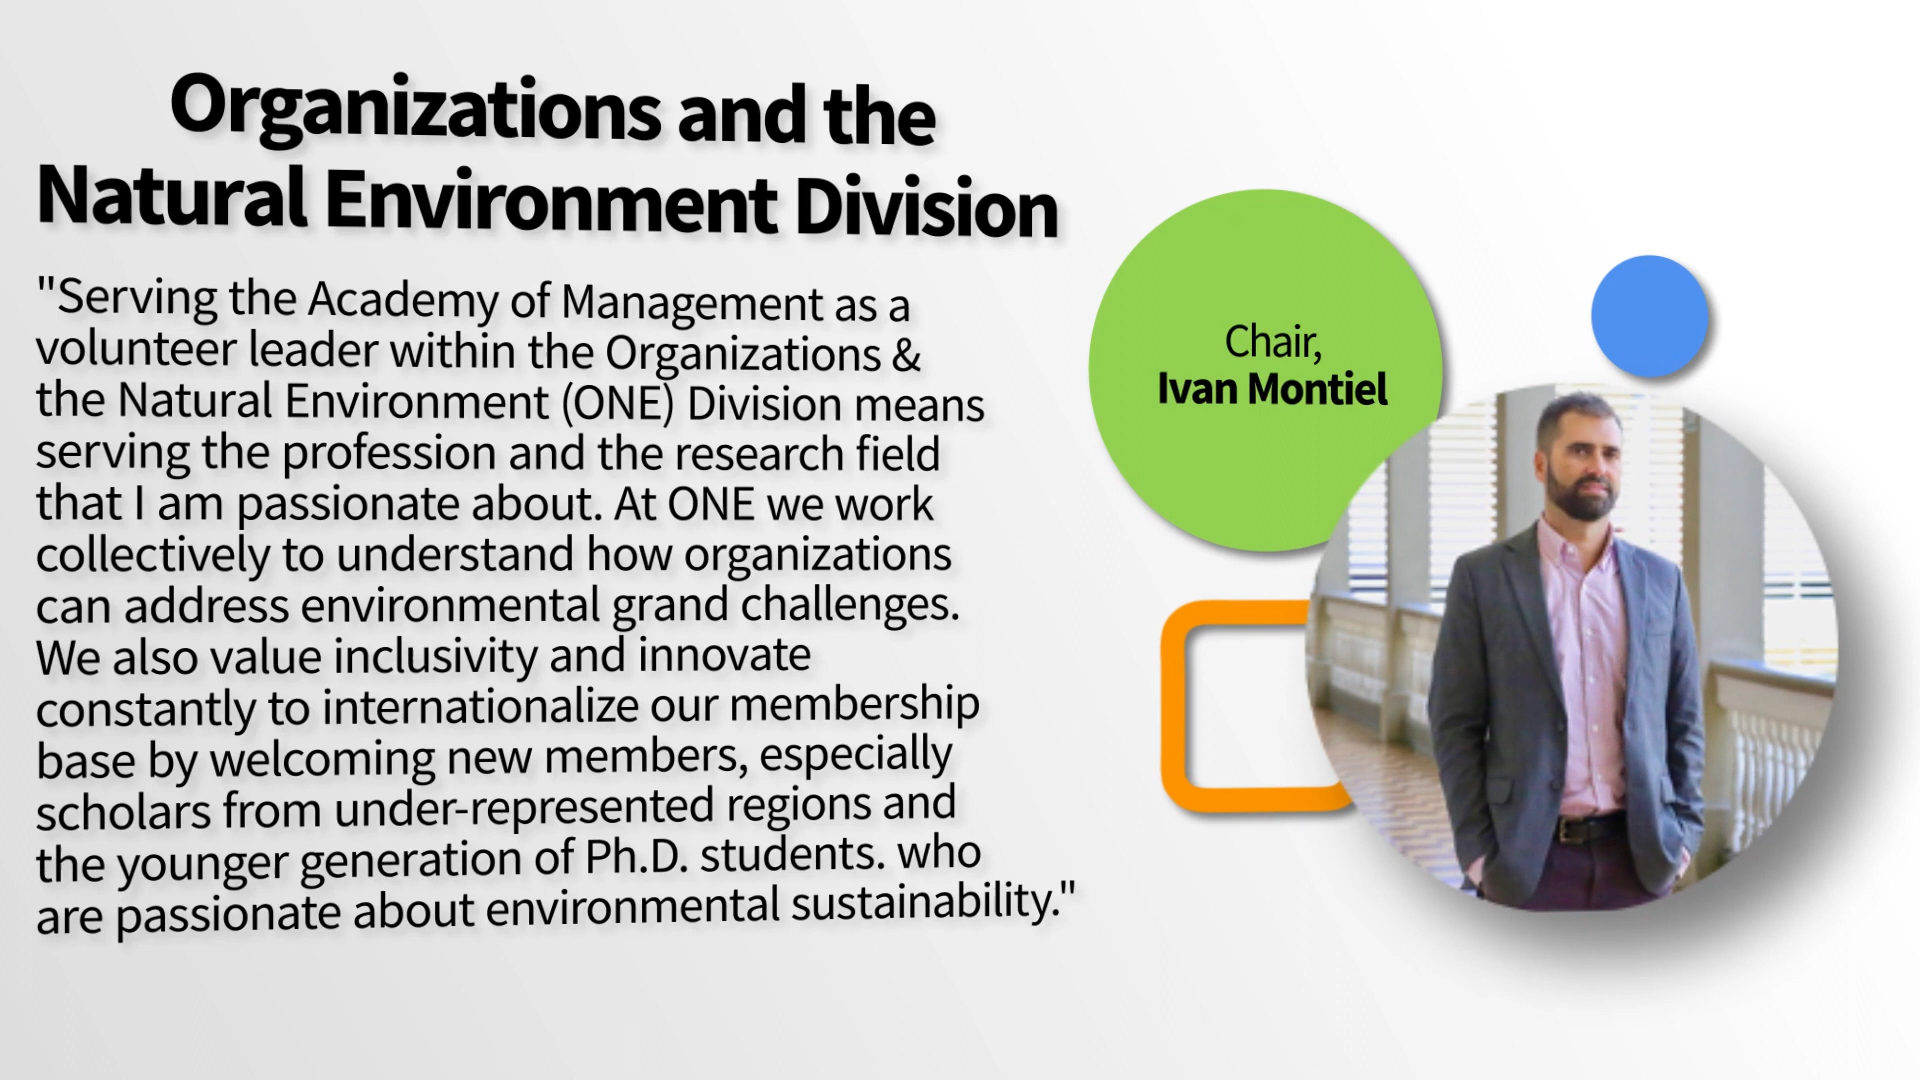 Organizations and the
Natural Environment Division
"Serving the Academy of Management as a
volunteer leader within the Organizations &
the Natural Environment (ONE) Division means
serving the profession and the research field
that I am passionate about. At ONE we work
collectively to understand how organizations
can address environmental grand challenges.
We also value inclusivity and innovate
constantly to internationalize our membership
base by welcoming new members, especially
scholars from under-represented regions and
the younger generation of Ph.D. students. who
are passionate about environmental sustainability."
Chair,
Ivan Montiel